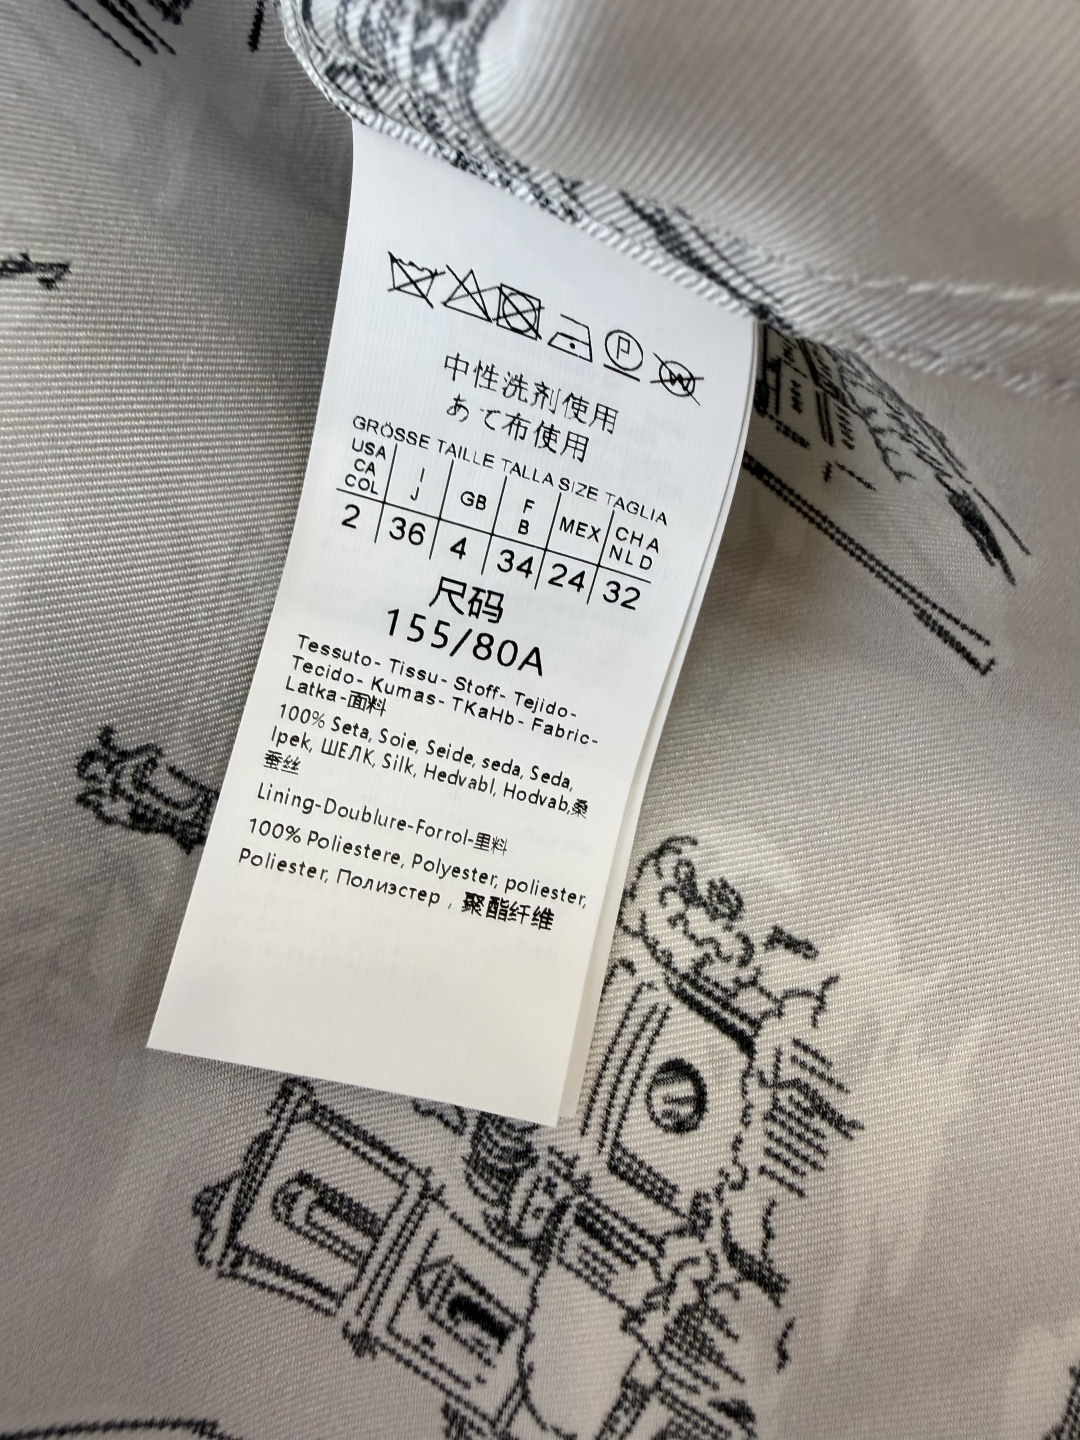 P
W
中性洗剤使用
あて布使用
GRÖSSE TAILLE TALLA SIZE TAGLIA
USA CA COL | I J | GB | F B | MEX | CHA NLD
2 | 36 | 4 | 34 | 24 | 32
尺码
155/80A
Tessuto- Tissu- Stoff- Tejido-
Tecido- Kumas- TKaHb- Fabric-
Latka-面料
100% Seta, Soie, Seide, seda, Seda,
Ipek, ШЕЛК, Silk, Hedvabl, Hodvab,桑
蚕丝
Lining-Doublure-Forrol-里料
100% Poliestere, Polyester, poliester,
Poliester, Полиэстер , 聚酯纤维